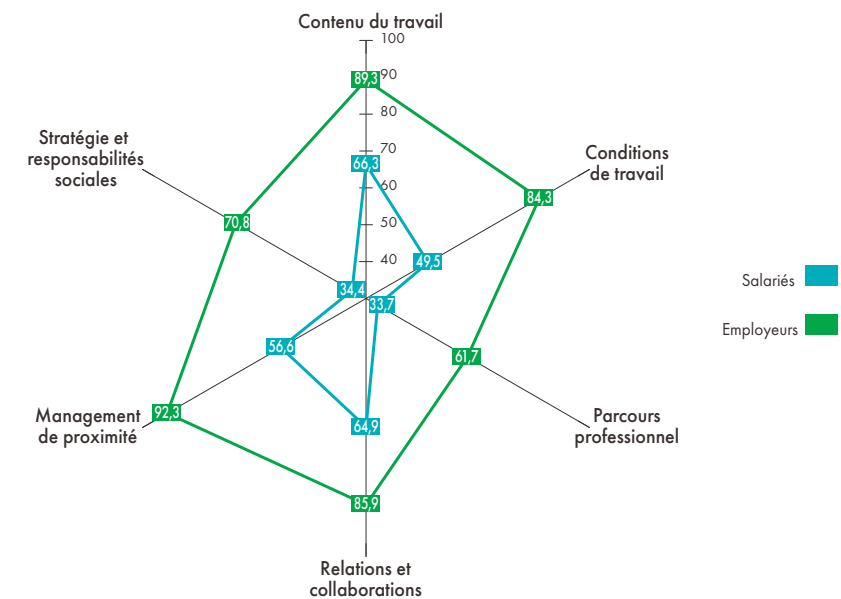 Contenu du travail
100
89,3
90
80
70
66,3
60
50
40
Stratégie et
responsabilités
sociales
Conditions
de travail
84,3
70,8
49,5
34,4
33,7
Salariés
Employeurs
56,6
61,7
92,3
64,9
Management
de proximité
Parcours
professionnel
85,9
Relations et
collaborations